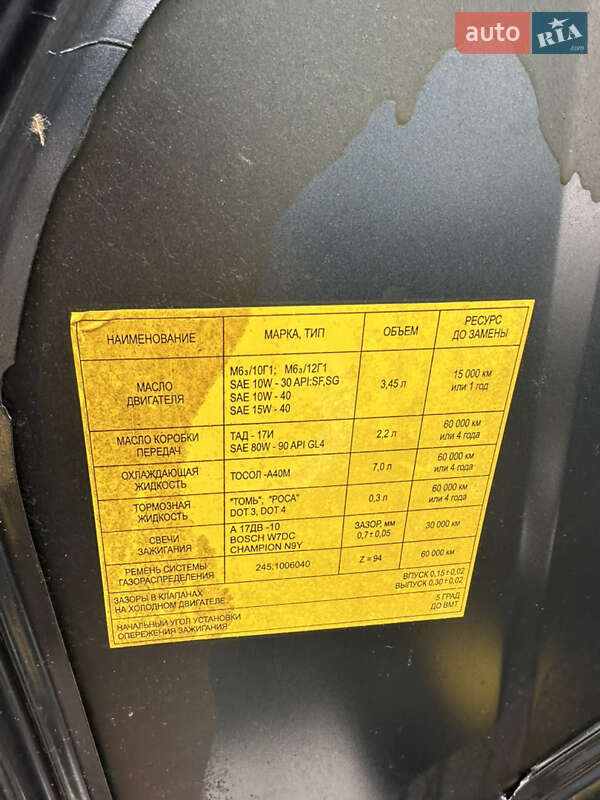 auto RIA.com
НАИМЕНОВАНИЕ МАРКА, ТИП ОБЪЕМ РЕСУРС ДО ЗАМЕНЫ
МАСЛО ДВИГАТЕЛЯ
М6з/10Г1; М6з/12Г1
SAE 10W - 30 API:SF,SG
SAE 10W - 40
SAE 15W - 40
3,45 л
15 000 км
или 1 год
МАСЛО КОРОБКИ
ПЕРЕДАЧ
ТАД - 17И
SAE 80W - 90 API GL4
2,2 л
60 000 км
или 4 года
ОХЛАЖДАЮЩАЯ
ЖИДКОСТЬ
ТОСОЛ -А40М
7,0 л
60 000 км
или 4 года
ТОРМОЗНАЯ
ЖИДКОСТЬ
"ТОМЬ", "РОСА"
DOT 3, DOT 4
0,3 л
60 000 км
или 4 года
СВЕЧИ
ЗАЖИГАНИЯ
А 17ДВ -10
BOSCH W7DC
CHAMPION N9Y
ЗАЗОР, мм
0,7 ± 0,05
30 000 км
РЕМЕНЬ СИСТЕМЫ
ГАЗОРАСПРЕДЕЛЕНИЯ
245.1006040
Z = 94
60 000 км
ЗАЗОРЫ В КЛАПАНАХ
НА ХОЛОДНОМ ДВИГАТЕЛЕ
ВПУСК 0,15 ± 0,02
ВЫПУСК 0,30 ± 0,02
НАЧАЛЬНЫЙ УГОЛ УСТАНОВКИ
ОПЕРЕЖЕНИЯ ЗАЖИГАНИЯ
5 ГРАД
ДО ВМТ